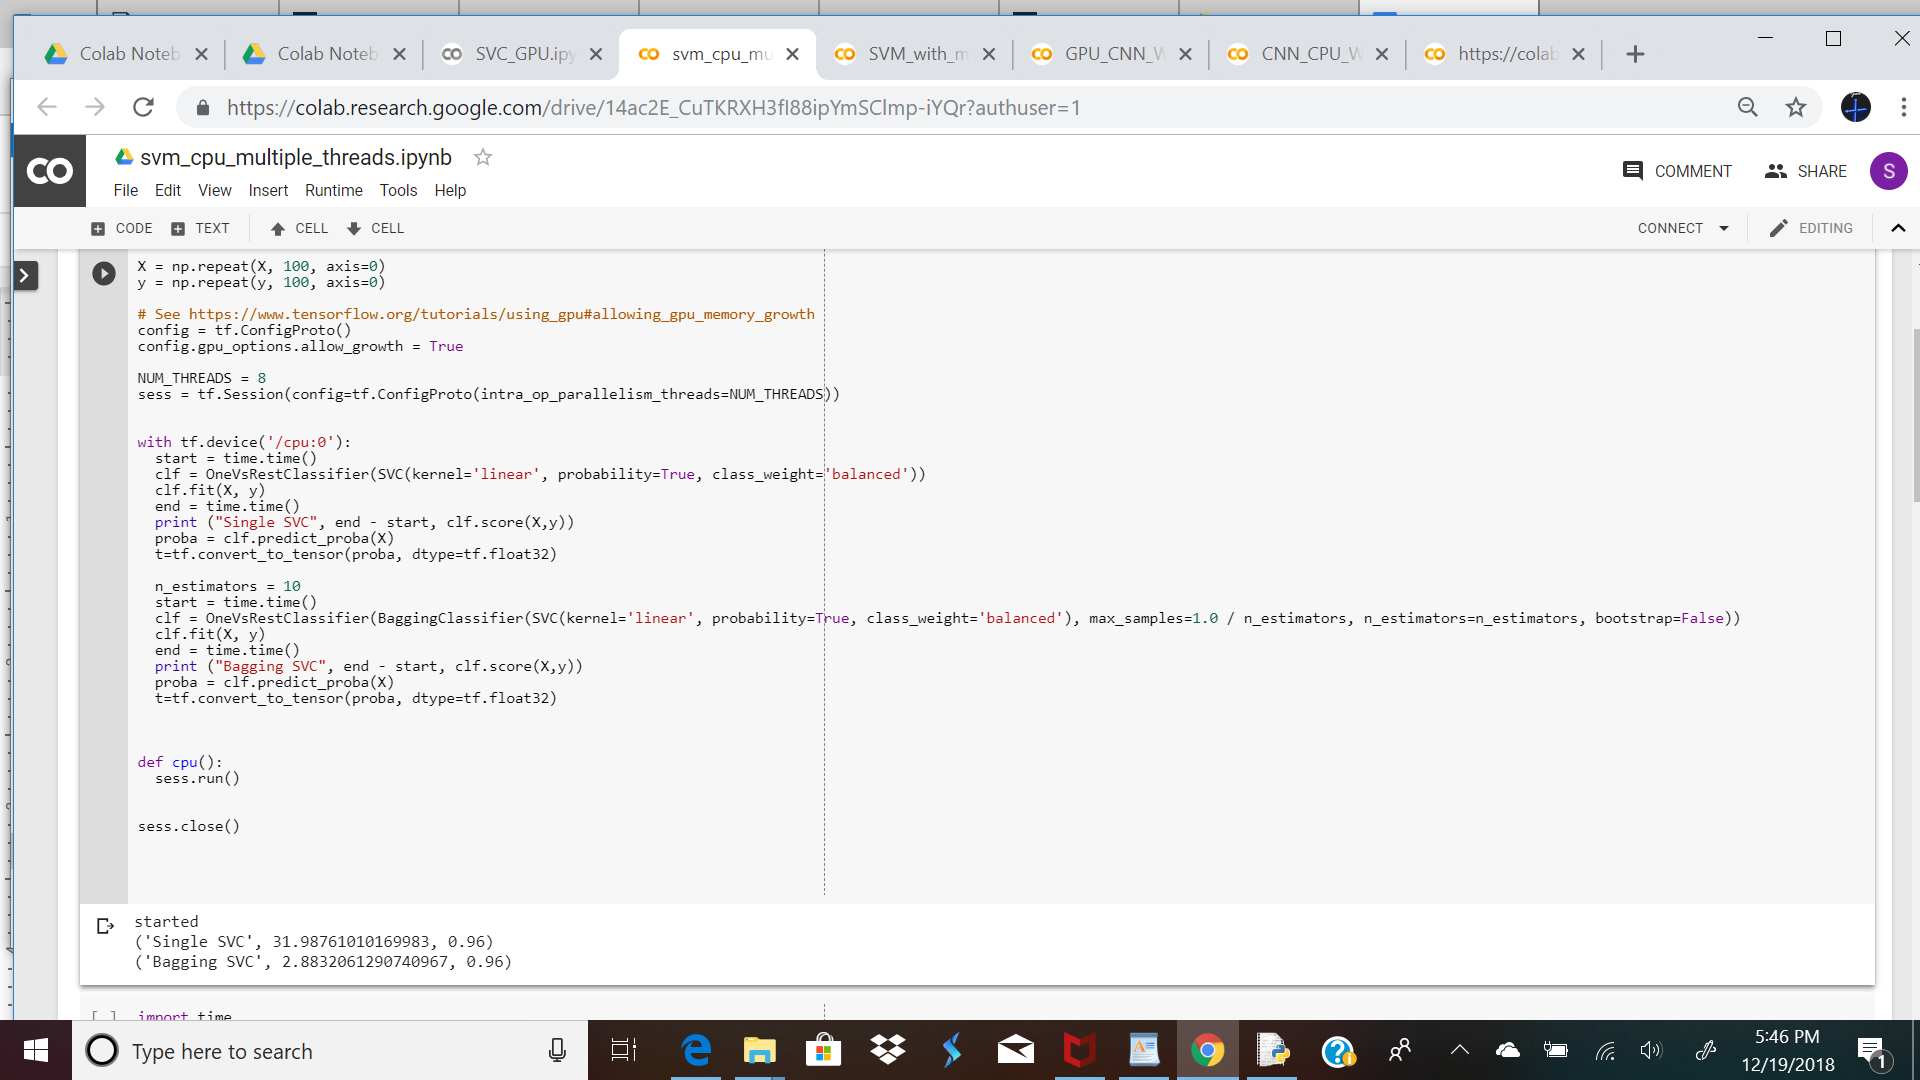 Colab Noteb
Colab Noteb
SVC_GPU.ipy
svm_cpu_mu
SVM_with_m
GPU_CNN_W
CNN_CPU_W
https://colab
https://colab.research.google.com/drive/14ac2E_CuTKRXH3fI88ipYmSClmp-iYQr?authuser=1
CO
svm_cpu_multiple_threads.ipynb
COMMENT
SHARE
S
File Edit View Insert Runtime Tools Help
CODE TEXT CELL CELL
CONNECT
EDITING
X = np.repeat(X, 100, axis=0)
y = np.repeat(y, 100, axis=0)
# See https://www.tensorflow.org/tutorials/using_gpu#allowing_gpu_memory_growth
config = tf.ConfigProto()
config.gpu_options.allow_growth = True
NUM_THREADS = 8
sess = tf.Session(config=tf.ConfigProto(intra_op_parallelism_threads=NUM_THREADS))
with tf.device('/cpu:0'):
start = time.time()
clf = OneVsRestClassifier(SVC(kernel='linear', probability=True, class_weight='balanced'))
clf.fit(X, y)
end = time.time()
print ("Single SVC", end - start, clf.score(X,y))
proba = clf.predict_proba(X)
t=tf.convert_to_tensor(proba, dtype=tf.float32)
n_estimators = 10
start = time.time()
clf = OneVsRestClassifier(BaggingClassifier(SVC(kernel='linear', probability=True, class_weight='balanced'), max_samples=1.0 / n_estimators, n_estimators=n_estimators, bootstrap=False))
clf.fit(X, y)
end = time.time()
print ("Bagging SVC", end - start, clf.score(X,y))
proba = clf.predict_proba(X)
t=tf.convert_to_tensor(proba, dtype=tf.float32)
def cpu():
sess.run()
sess.close()
started
('Single SVC', 31.98761010169983, 0.96)
('Bagging SVC', 2.8832061290740967, 0.96)
[ ] import time
Type here to search
5:46 PM
12/19/2018
1